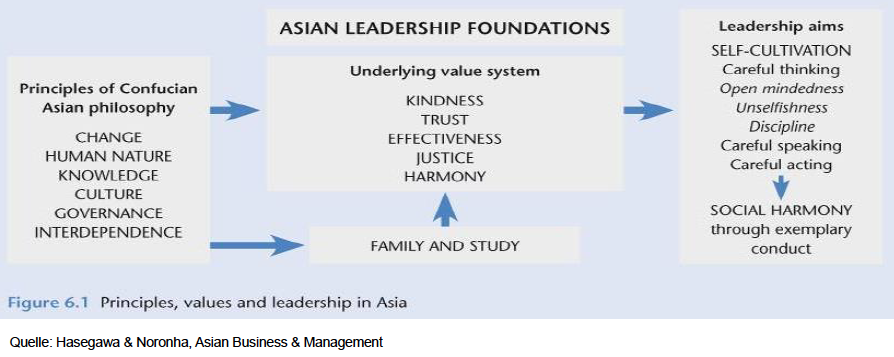 ASIAN LEADERSHIP FOUNDATIONS
Principles of Confucian
Asian philosophy
CHANGE
HUMAN NATURE
KNOWLEDGE
CULTURE
GOVERNANCE
INTERDEPENDENCE
Underlying value system
KINDNESS
TRUST
EFFECTIVENESS
JUSTICE
HARMONY
FAMILY AND STUDY
Leadership aims
SELF-CULTIVATION
Careful thinking
Open mindedness
Unselfishness
Discipline
Careful speaking
Careful acting
SOCIAL HARMONY
through exemplary
conduct
Figure 6.1 Principles, values and leadership in Asia
Quelle: Hasegawa & Noronha, Asian Business & Management